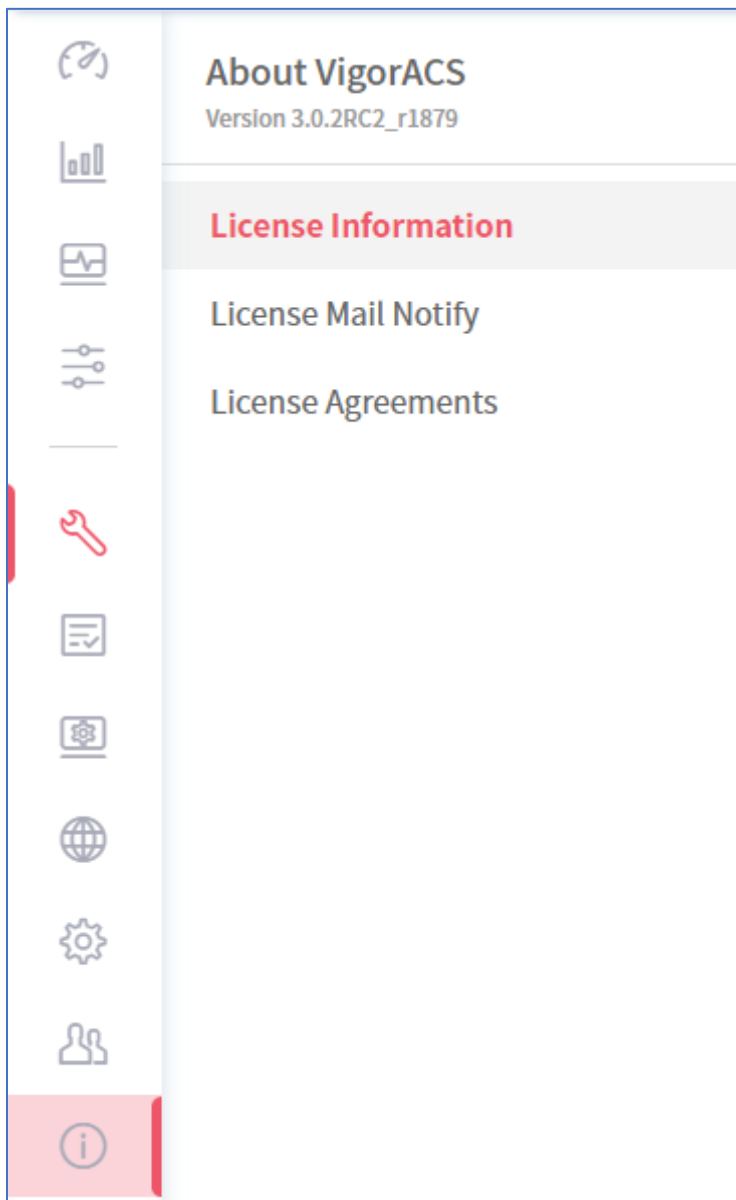 About VigorACS
Version 3.0.2RC2_r1879
License Information
License Mail Notify
License Agreements